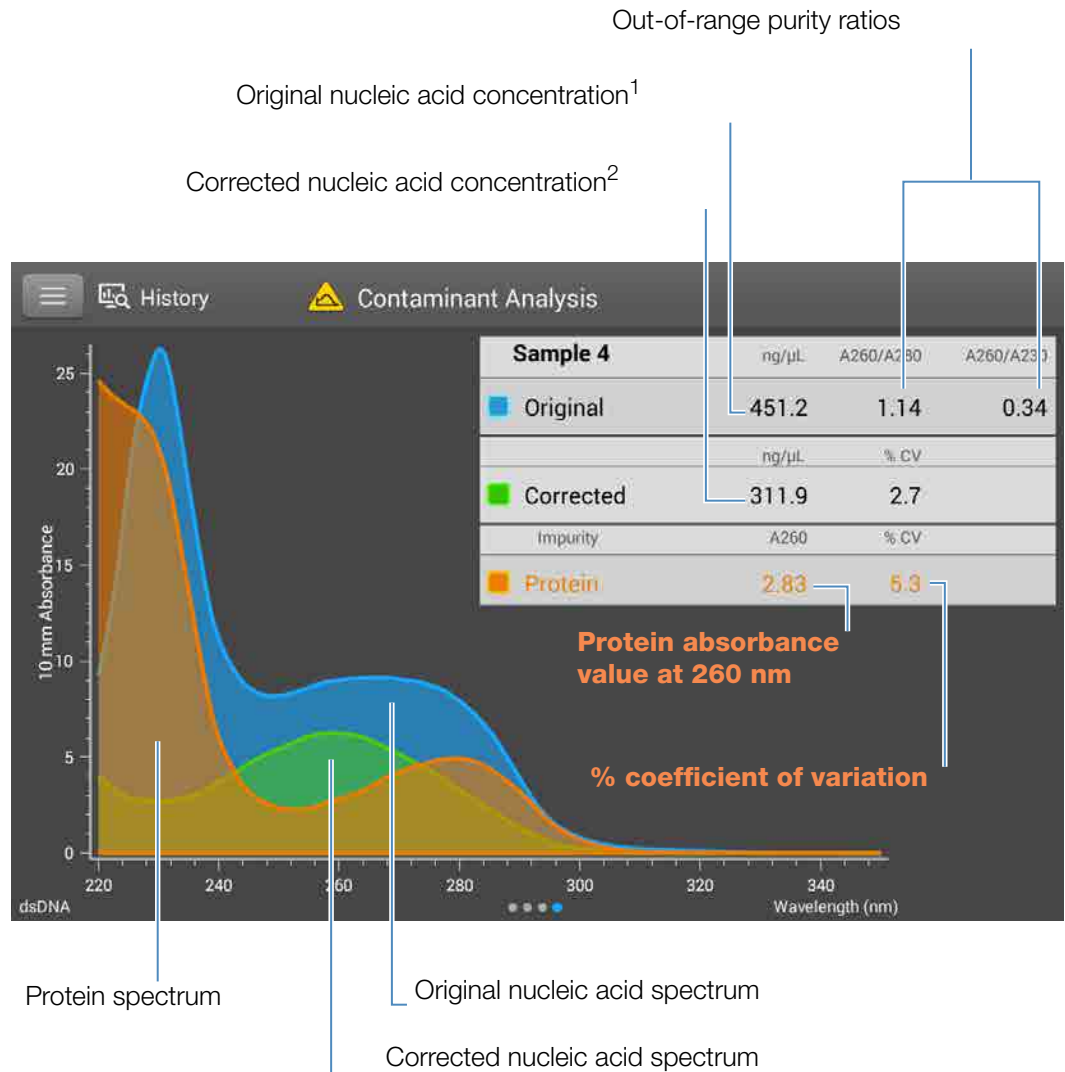 Out-of-range purity ratios
Original nucleic acid concentration1
Corrected nucleic acid concentration2
History
Contaminant Analysis
Sample 4 ng/µL A260/A280 A260/A230
Original 451.2 1.14 0.34
ng/µL % CV
Corrected 311.9 2.7
Impurity A260 % CV
Protein 2.83 5.3
Protein absorbance
value at 260 nm
% coefficient of variation
10 mm Absorbance
25
20
15
10
5
0
220 240 260 280 300 320 340
dsDNA
Wavelength (nm)
Protein spectrum
Original nucleic acid spectrum
Corrected nucleic acid spectrum